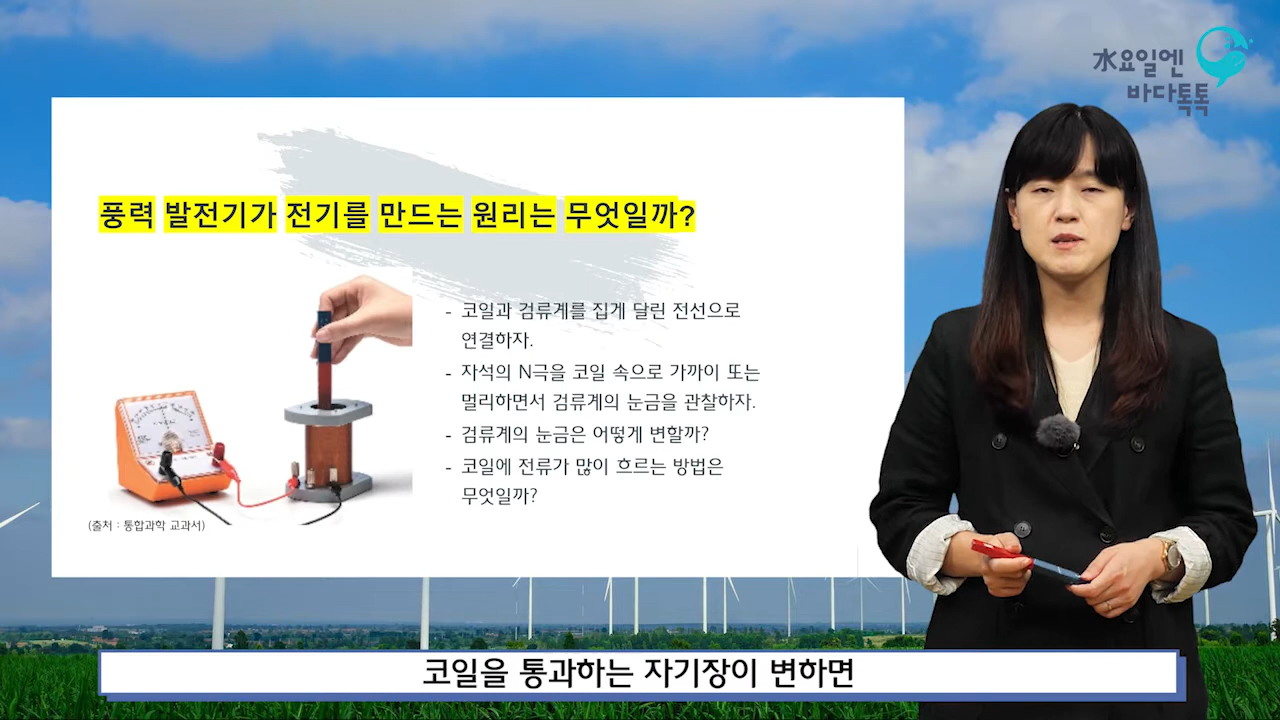 水요일엔
바다톡톡
풍력 발전기가 전기를 만드는 원리는 무엇일까?
- 코일과 검류계를 집게 달린 전선으로
연결하자.
- 자석의 N극을 코일 속으로 가까이 또는
멀리하면서 검류계의 눈금을 관찰하자.
- 검류계의 눈금은 어떻게 변할까?
- 코일에 전류가 많이 흐르는 방법은
무엇일까?
(출처 : 통합과학 교과서)
코일을 통과하는 자기장이 변하면